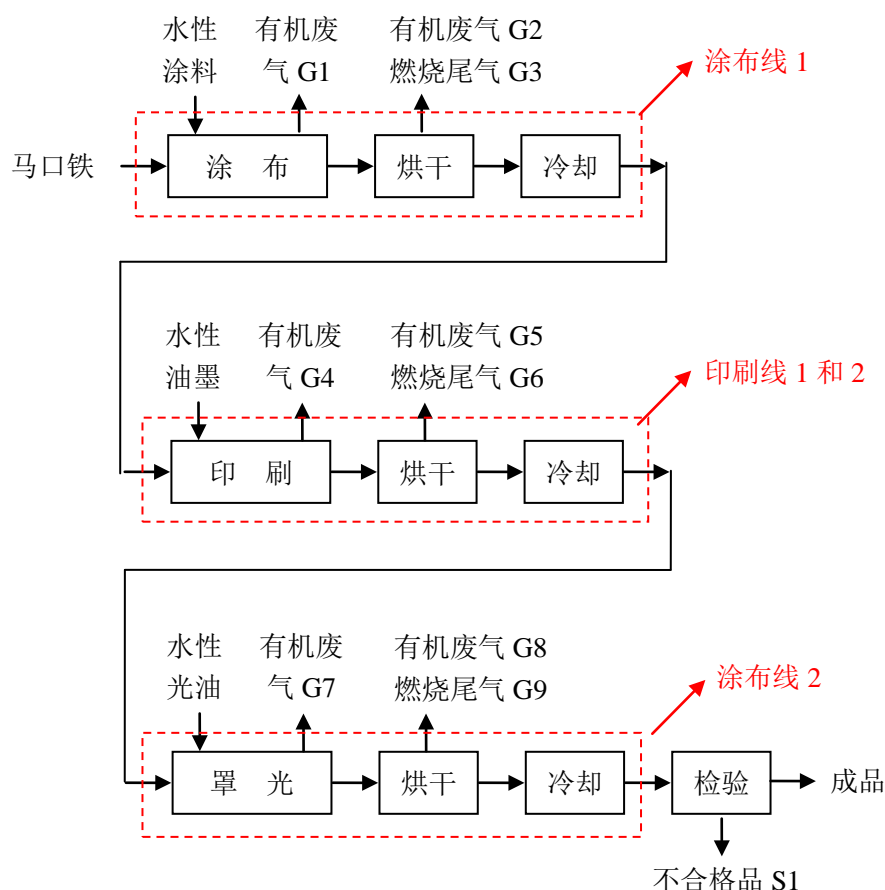 水性
涂料
有机废
气 G1
有机废气 G2
燃烧尾气 G3
涂布线 1
马口铁
涂 布
烘干
冷却
水性
油墨
有机废
气 G4
有机废气 G5
燃烧尾气 G6
印刷线 1 和 2
印 刷
烘干
冷却
水性
光油
有机废
气 G7
有机废气 G8
燃烧尾气 G9
涂布线 2
罩 光
烘干
冷却
检验
成品
不合格品 S1